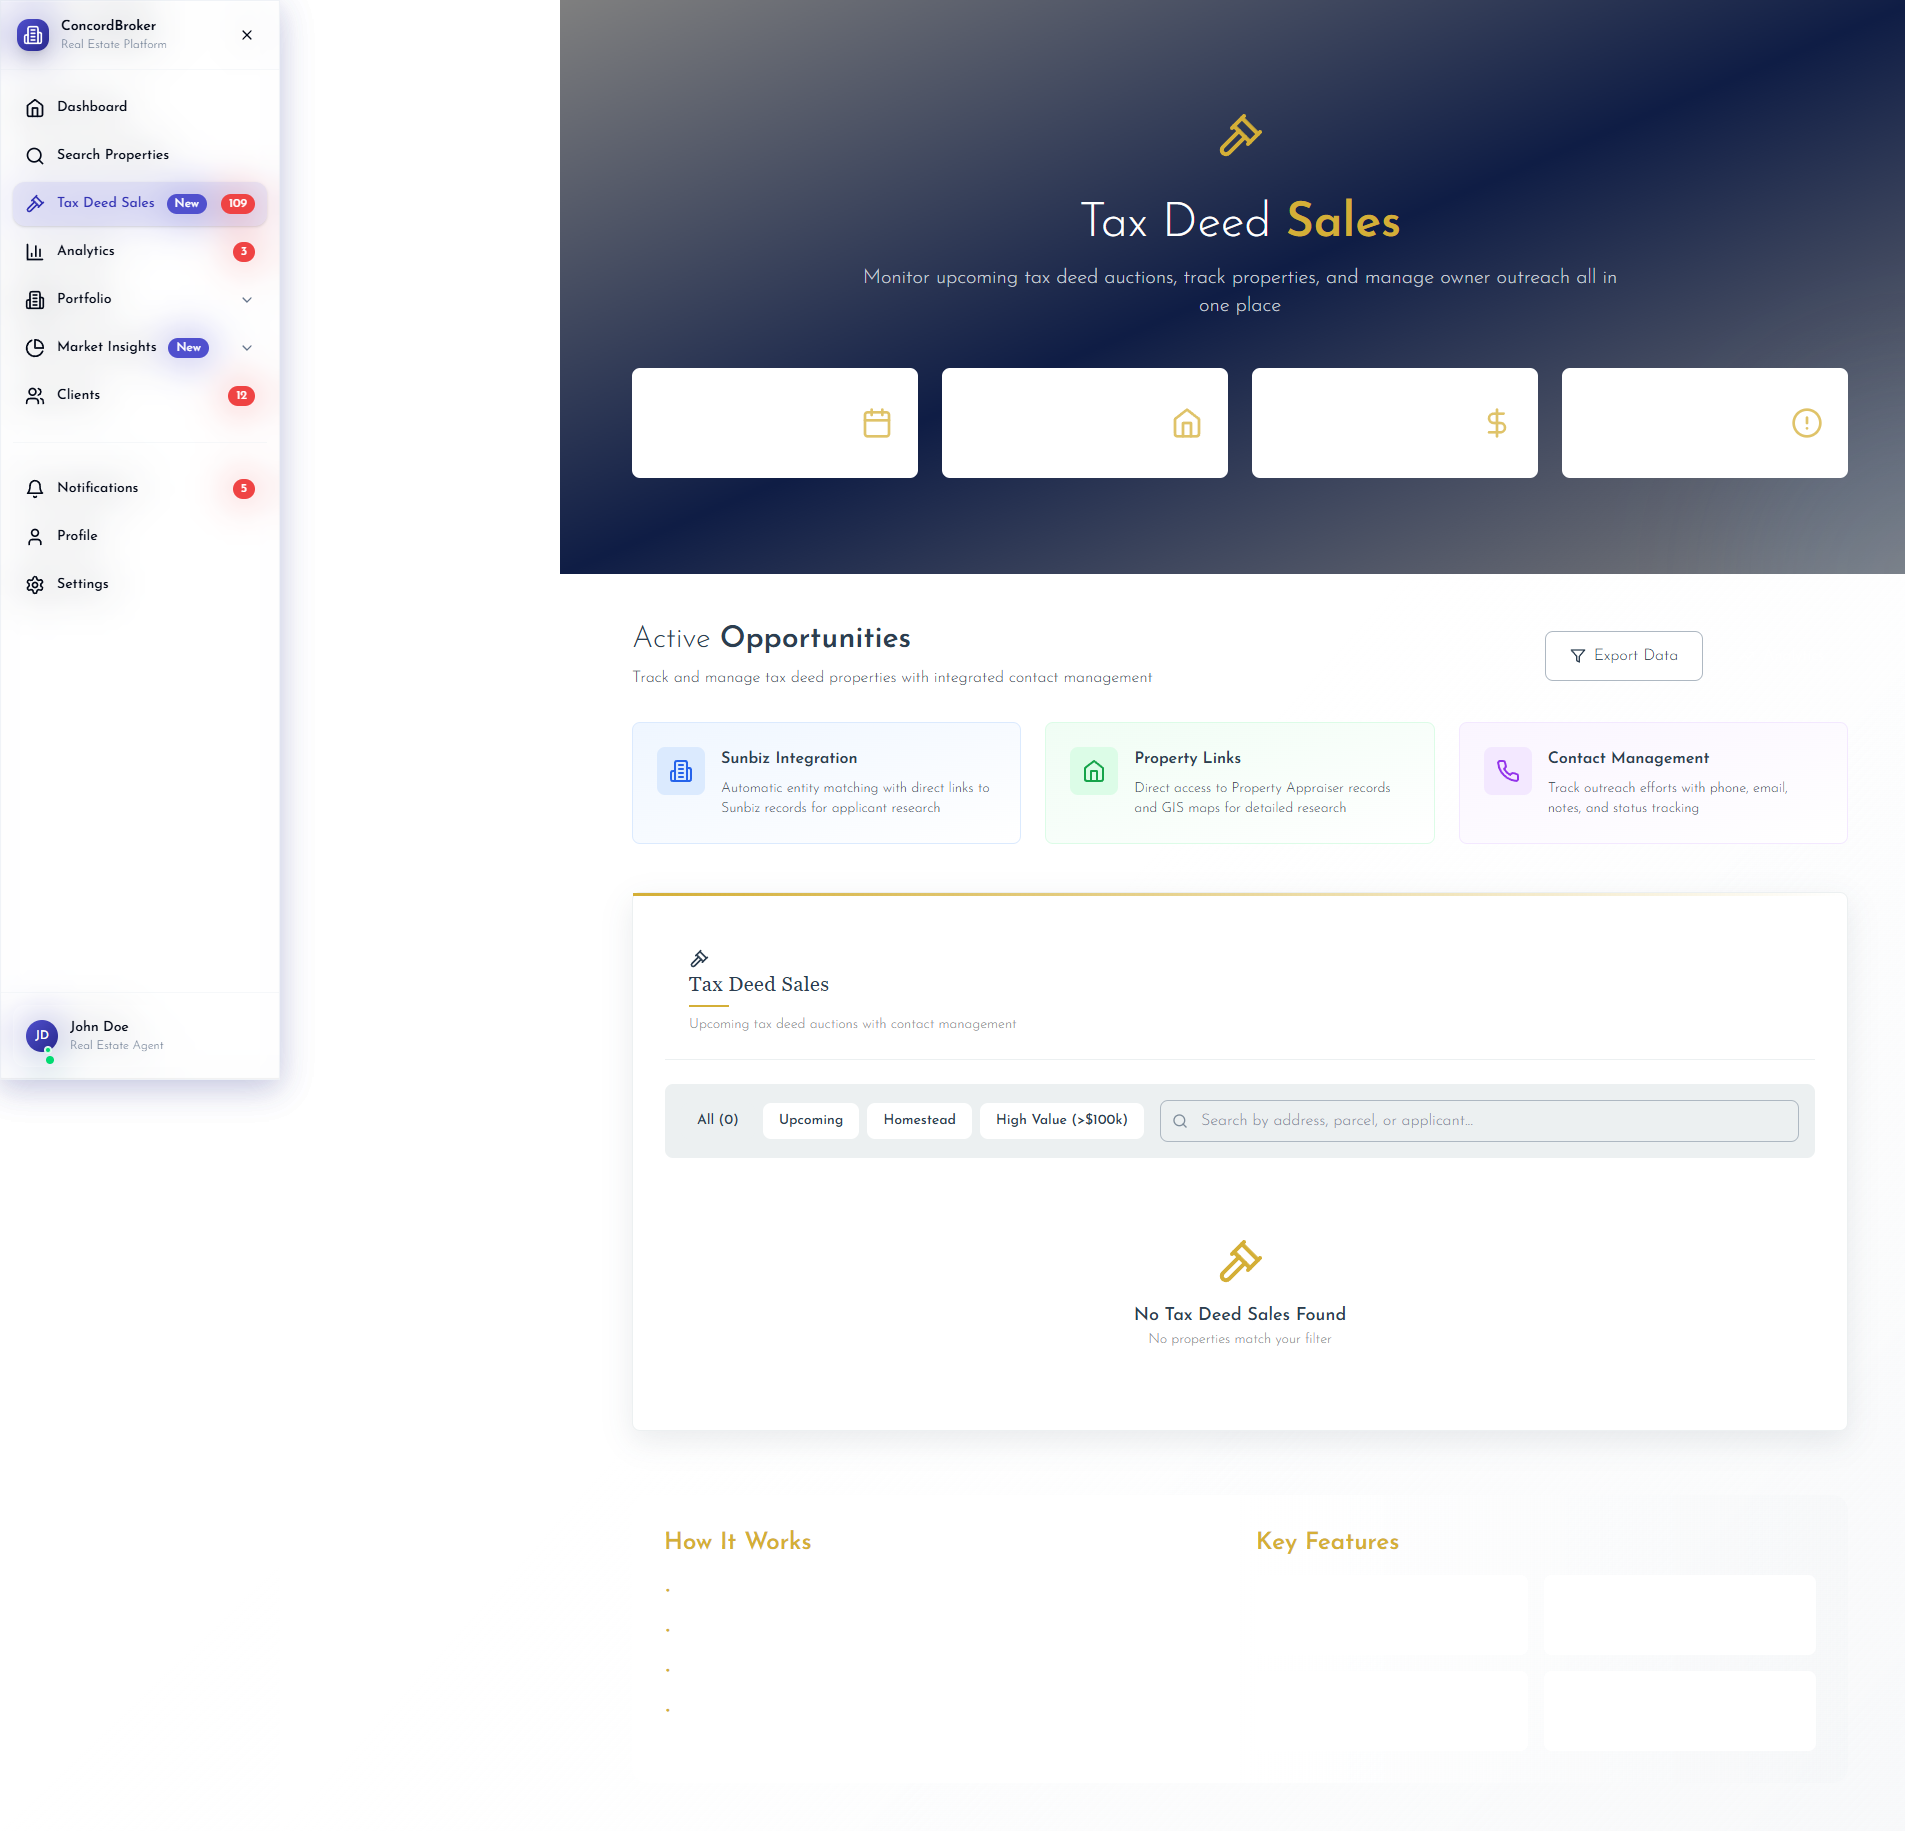 ConcordBroker
Real Estate Platform
Dashboard
Search Properties
Tax Deed Sales New 109
Analytics 3
Portfolio
Market Insights New
Clients 12
Notifications 5
Profile
Settings
JD
John Doe
Real Estate Agent
Tax Deed Sales
Monitor upcoming tax deed auctions, track properties, and manage owner outreach all in
one place
Active Opportunities
Track and manage tax deed properties with integrated contact management
Export Data
Sunbiz Integration
Automatic entity matching with direct links to
Sunbiz records for applicant research
Property Links
Direct access to Property Appraiser records
and GIS maps for detailed research
Contact Management
Track outreach efforts with phone, email,
notes, and status tracking
Tax Deed Sales
Upcoming tax deed auctions with contact management
All (0)
Upcoming
Homestead
High Value (>$100k)
Search by address, parcel, or applicant...
No Tax Deed Sales Found
No properties match your filter
How It Works
•
•
•
•
Key Features